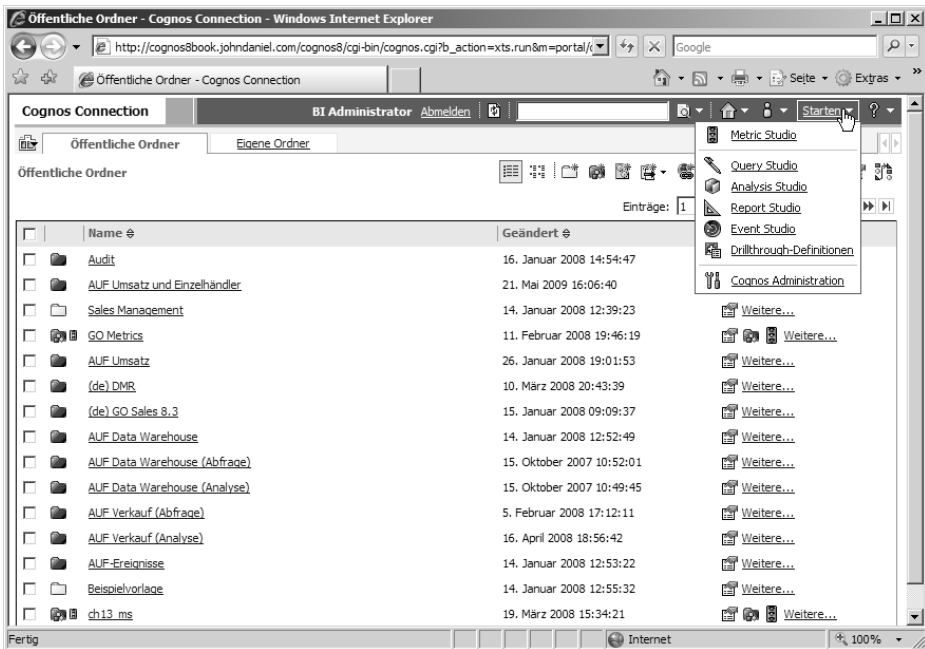 Öffentliche Ordner - Cognos Connection - Windows Internet Explorer
http://cognos8book.johndaniel.com/cognos8/cgi-bin/cognos.cgi?b_action=xts.run&m=portal/
Google
Öffentliche Ordner - Cognos Connection
Seite
Extras
»
Cognos Connection
BI Administrator Abmelden
Starten
?
Öffentliche Ordner
Eigene Ordner
Öffentliche Ordner
Einträge: 1
Metric Studio
Query Studio
Analysis Studio
Report Studio
Event Studio
Drillthrough-Definitionen
Cognos Administration
Name Geändert
Audit 16. Januar 2008 14:54:47
AUF Umsatz und Einzelhändler 21. Mai 2009 16:06:40
Sales Management 14. Januar 2008 12:39:23 Weitere...
GO Metrics 11. Februar 2008 19:46:19 Weitere...
AUF Umsatz 26. Januar 2008 19:01:53 Weitere...
(de) DMR 10. März 2008 20:43:39 Weitere...
(de) GO Sales 8.3 15. Januar 2008 09:09:37 Weitere...
AUF Data Warehouse 14. Januar 2008 12:52:49 Weitere...
AUF Data Warehouse (Abfrage) 15. Oktober 2007 10:52:01 Weitere...
AUF Data Warehouse (Analyse) 15. Oktober 2007 10:49:45 Weitere...
AUF Verkauf (Abfrage) 5. Februar 2008 17:12:11 Weitere...
AUF Verkauf (Analyse) 16. April 2008 18:56:42 Weitere...
AUF-Ereignisse 14. Januar 2008 12:53:22 Weitere...
Beispielvorlage 14. Januar 2008 12:55:32 Weitere...
ch13_ms 19. März 2008 15:34:21 Weitere...
Fertig
Internet
100%